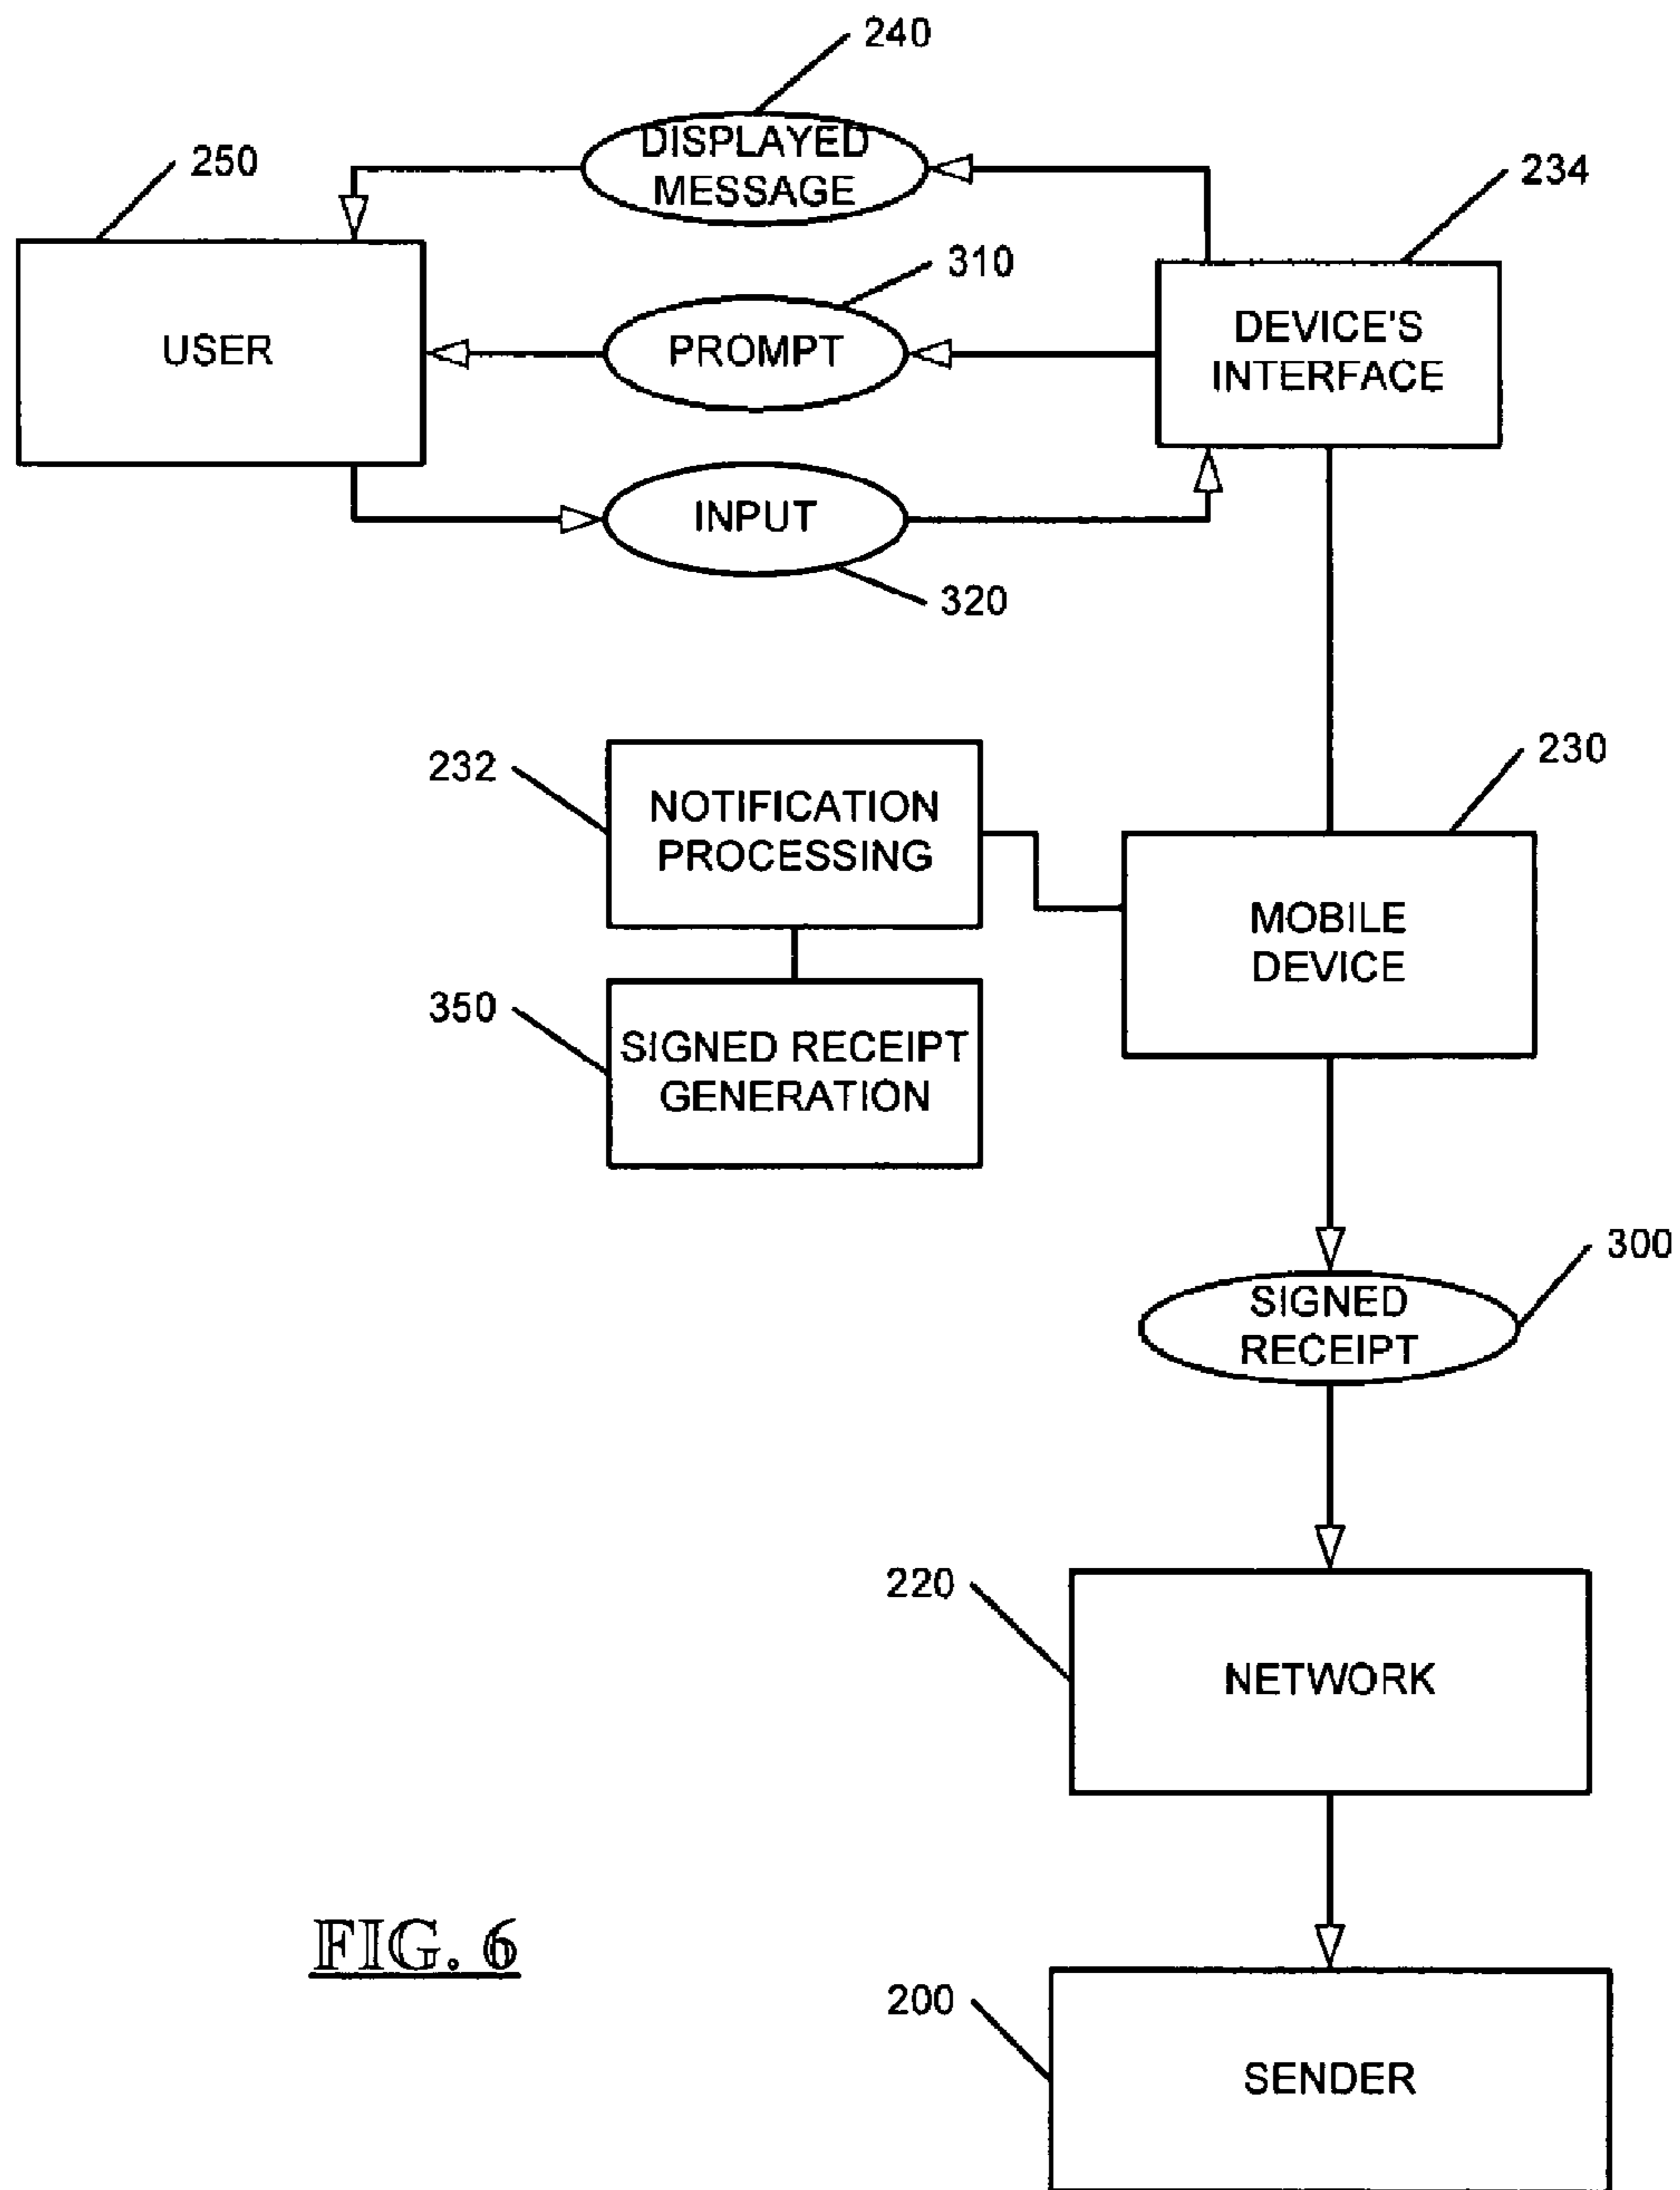 240
DISPLAYED
MESSAGE
250
234
310
USER
PROMPT
DEVICE'S
INTERFACE
INPUT
320
230
232
NOTIFICATION
PROCESSING
MOBILE
DEVICE
350
SIGNED RECEIPT
GENERATION
300
SIGNED
RECEIPT
220
NETWORK
FIG. 6
200
SENDER